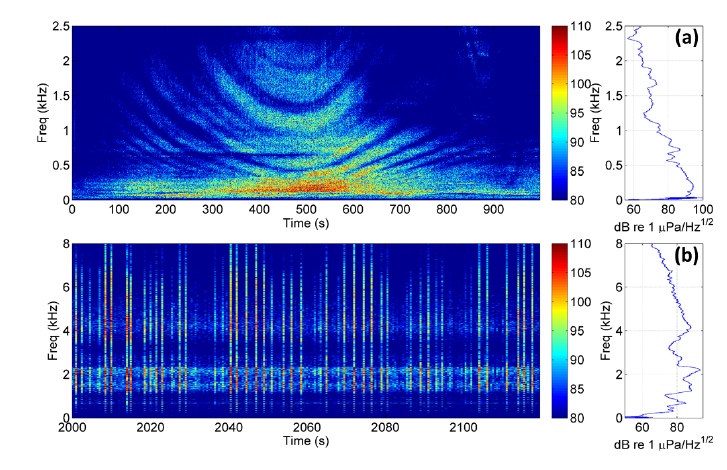 2.5
2
1.5
1
0.5
0
Freq (kHz)
0 100 200 300 400 500 600 700 800 900
Time (s)
110
105
100
95
90
85
80
(a)
2.5
2
1.5
1
0.5
0
Freq (kHz)
60 80 100
dB re 1 μPa/Hz1/2
8
6
4
2
0
Freq (kHz)
2000 2020 2040 2060 2080 2100
Time (s)
110
105
100
95
90
85
80
(b)
8
6
4
2
0
Freq (kHz)
60 80
dB re 1 μPa/Hz1/2